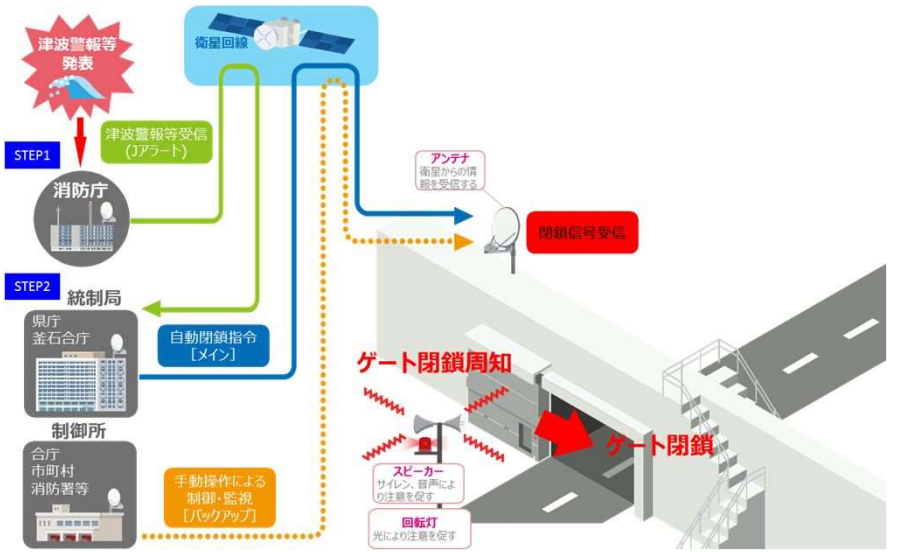 津波警報等
発表
衛星回線
津波警報等受信
(Jアラート)
STEP1
消防庁
アンテナ
衛星からの情
報を受信する
閉鎖信号受信
STEP2
統制局
県庁
釜石合庁
自動閉鎖指令
[メイン]
ゲート閉鎖周知
ゲート閉鎖
制御所
合庁
市町村
消防署等
手動操作による
制御・監視
[バックアップ]
スピーカー
サイレン、音声によ
り注意を促す
回転灯
光により注意を促す